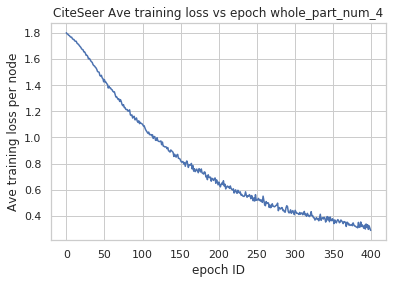 CiteSeer Ave training loss vs epoch whole_part_num_4
Ave training loss per node
1.8
1.6
1.4
1.2
1.0
0.8
0.6
0.4
0 50 100 150 200 250 300 350 400
epoch ID